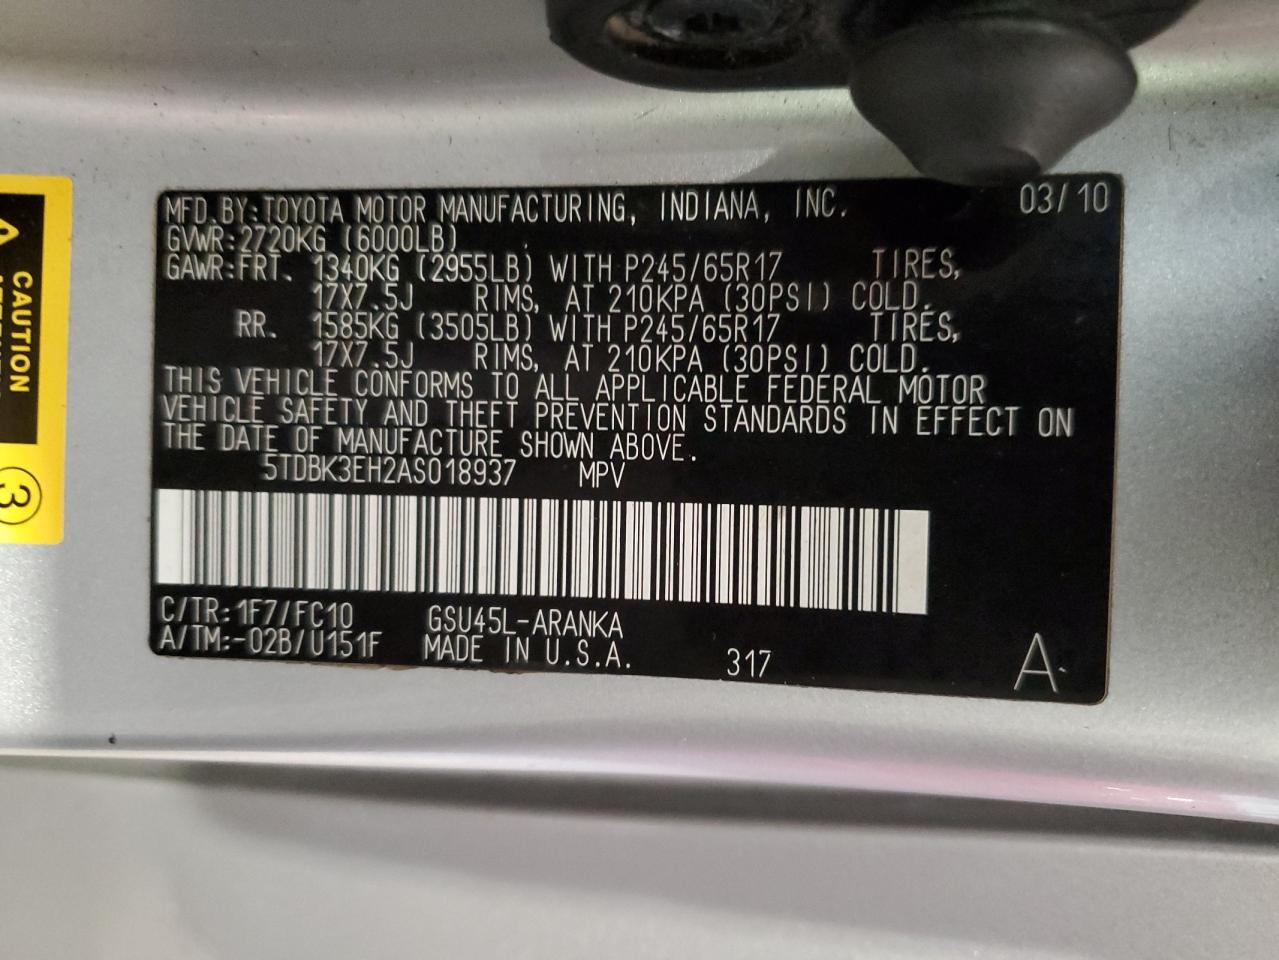 MFD.BY:TOYOTA MOTOR MANUFACTURING, INDIANA, INC. 03/10
GVWR:2720KG (6000LB)
GAWR:FRT. 1340KG (2955LB) WITH P245/65R17 TIRES,
17X7.5J RIMS, AT 210KPA (30PSI) COLD.
RR. 1585KG (3505LB) WITH P245/65R17 TIRES,
17X7.5J RIMS, AT 210KPA (30PSI) COLD.
THIS VEHICLE CONFORMS TO ALL APPLICABLE FEDERAL MOTOR
VEHICLE SAFETY AND THEFT PREVENTION STANDARDS IN EFFECT ON
THE DATE OF MANUFACTURE SHOWN ABOVE.
5TDBK3EH2AS018937 MPV
C/TR:1F7/FC10 GSU45L-ARANKA
A/TM:-02B/U151F MADE IN U.S.A. 317 A
CAUTION
3